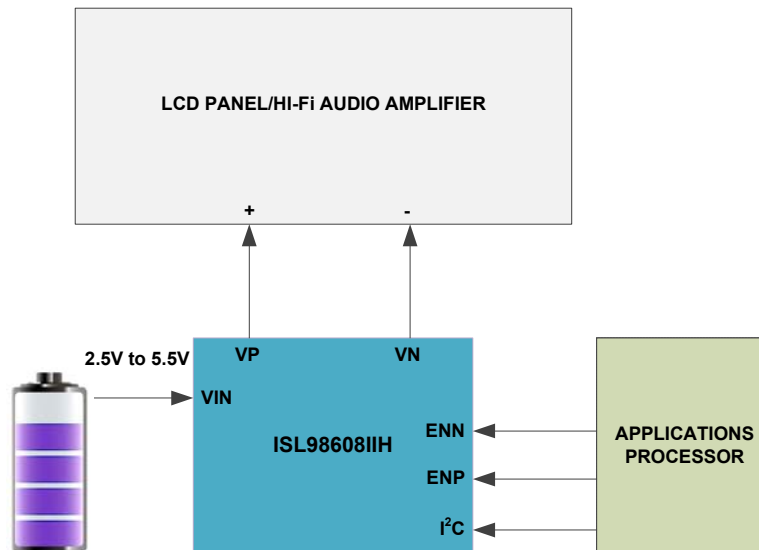 LCD PANEL/HI-Fi AUDIO AMPLIFIER
+
-
VP
VN
2.5V to 5.5V
VIN
ISL98608IIH
ENN
ENP
I²C
APPLICATIONS
PROCESSOR